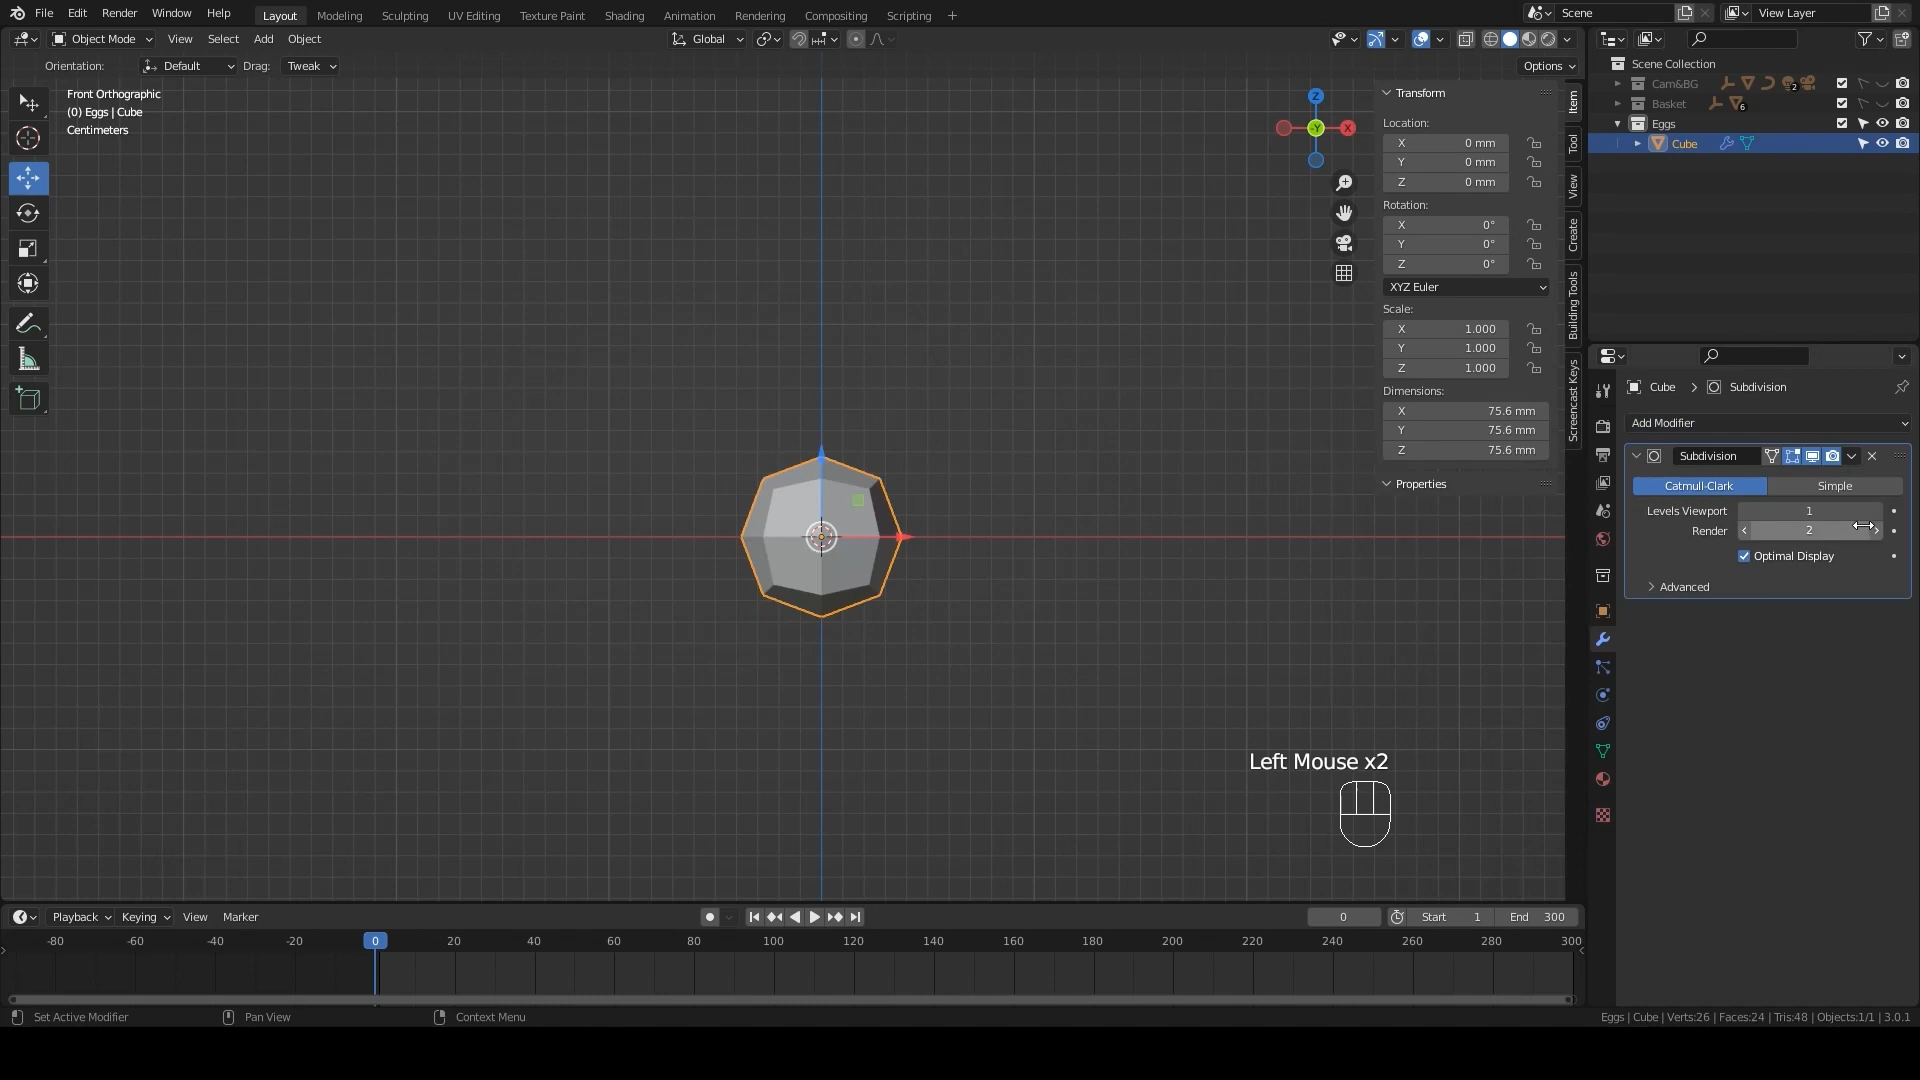 File Edit Render Window Help Layout Modeling Sculpting UV Editing Texture Paint Shading Animation Rendering Compositing Scripting + Scene View Layer
Object Mode View Select Add Object Global
Orientation: Default Drag: Tweak Options
Front Orthographic
(0) Eggs | Cube
Centimeters
Z
-Y
X
Transform
Location:
X 0 mm
Y 0 mm
Z 0 mm
Rotation:
X 0°
Y 0°
Z 0°
XYZ Euler
Scale:
X 1.000
Y 1.000
Z 1.000
Dimensions:
X 75.6 mm
Y 75.6 mm
Z 75.6 mm
Properties
Item
Tool
View
Create
Building Tools
Screencast Keys
Scene Collection
Cam&BG 2
Basket 6
Eggs
Cube
Cube > Subdivision
Add Modifier
Subdivision
Catmull-Clark Simple
Levels Viewport 1
Render 2
Optimal Display
Advanced
Left Mouse x2
Playback Keying View Marker 0 Start 1 End 300
-80 -60 -40 -20 0 20 40 60 80 100 120 140 160 180 200 220 240 260 280 300
Set Active Modifier Pan View Context Menu Eggs | Cube | Verts:26 | Faces:24 | Tris:48 | Objects:1/1 | 3.0.1